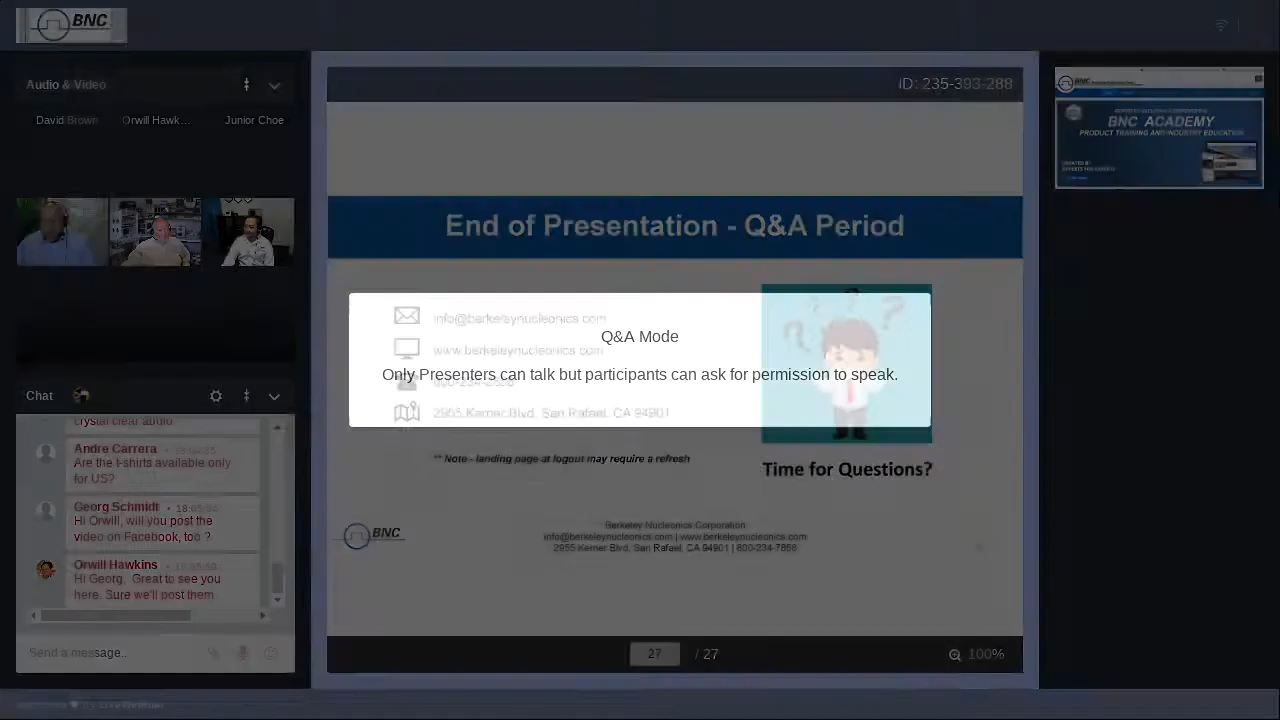 BNC
ID: 235-393-288
Audio & Video
David Brown
Orwill Hawk...
Junior Choe
BNC ACADEMY
PRODUCT TRAINING AND INDUSTRY EDUCATION
End of Presentation - Q&A Period
info@berkeleynucleonics.com
www.berkeleynucleonics.com
Q&A Mode
Only Presenters can talk but participants can ask for permission to speak.
2955 Kerner Blvd. San Rafael, CA 94901
** Note - landing page at logout may require a refresh
Time for Questions?
BNC
Berkeley Nucleonics Corporation
info@berkeleynucleonics.com | www.berkeleynucleonics.com
2955 Kerner Blvd. San Rafael, CA 94901 | 800-234-7858
27 / 27
100%
Chat
crystal clear audio
Andre Carrera
Are the t-shirts available only
for US?
Georg Schmidt
Hi Orwill, will you post the
video on Facebook, too ?
Orwill Hawkins
Hi Georg. Great to see you
here. Sure we'll post them
Send a message..